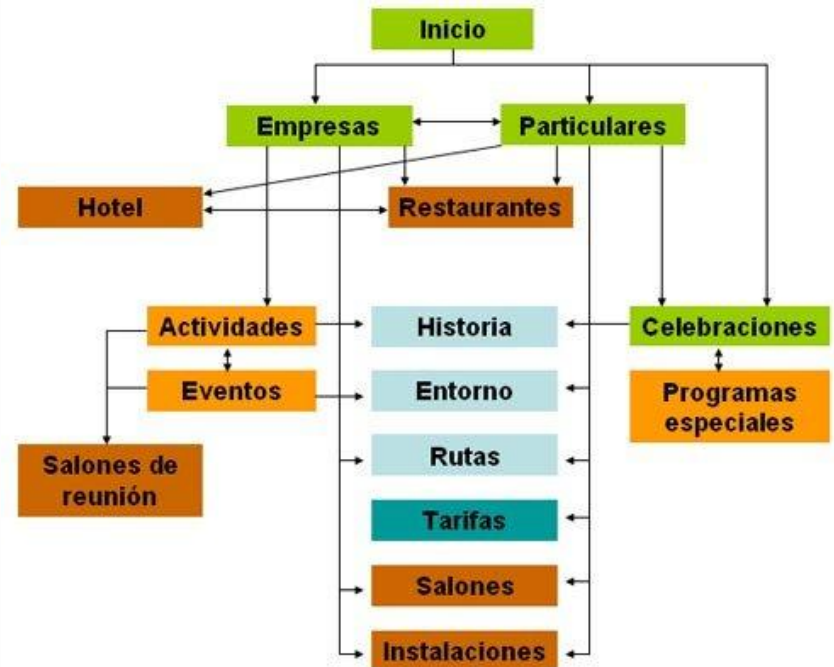 Inicio
Empresas
Particulares
Hotel
Restaurantes
Actividades
Historia
Celebraciones
Eventos
Entorno
Programas
especiales
Salones de
reunión
Rutas
Tarifas
Salones
Instalaciones